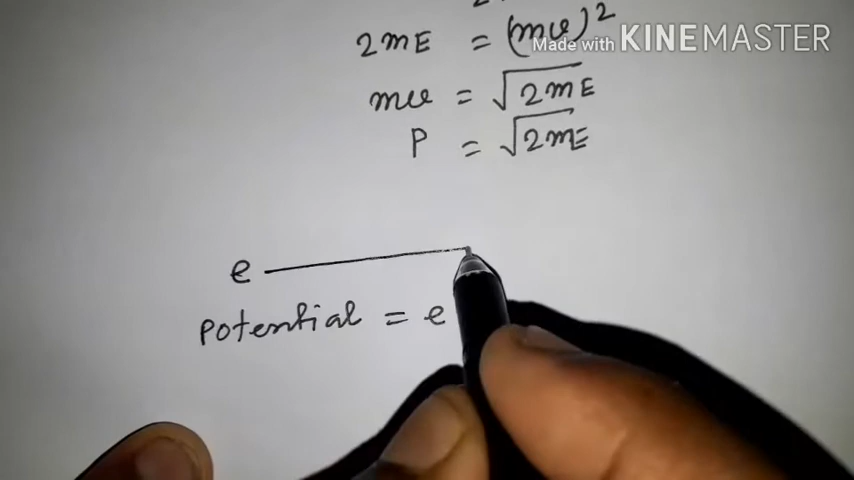 2mE = (mv)²
Made with KINEMASTER
mv = √2mE
P = √2mE
e
Potential = e